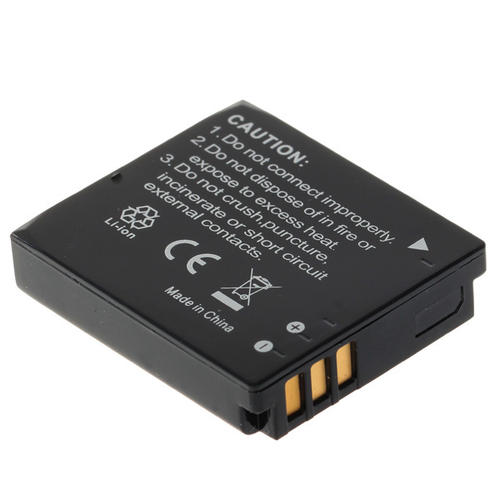 CAUTION:
1.Do not connect improperly.
2.Do not dispose of in fire or
expose to excess heat
3.Do not crush,puncture,
incinerate or short circuit
external contacts.
Li-ion
CE
Made in China
+
-